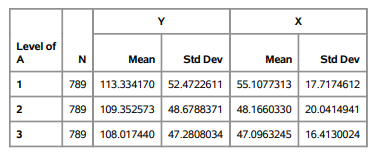 Y X
Level of A N Mean Std Dev Mean Std Dev
1 789 113.334170 52.4722611 55.1077313 17.7174612
2 789 109.352573 48.6788371 48.1660330 20.0414941
3 789 108.017440 47.2808034 47.0963245 16.4130024